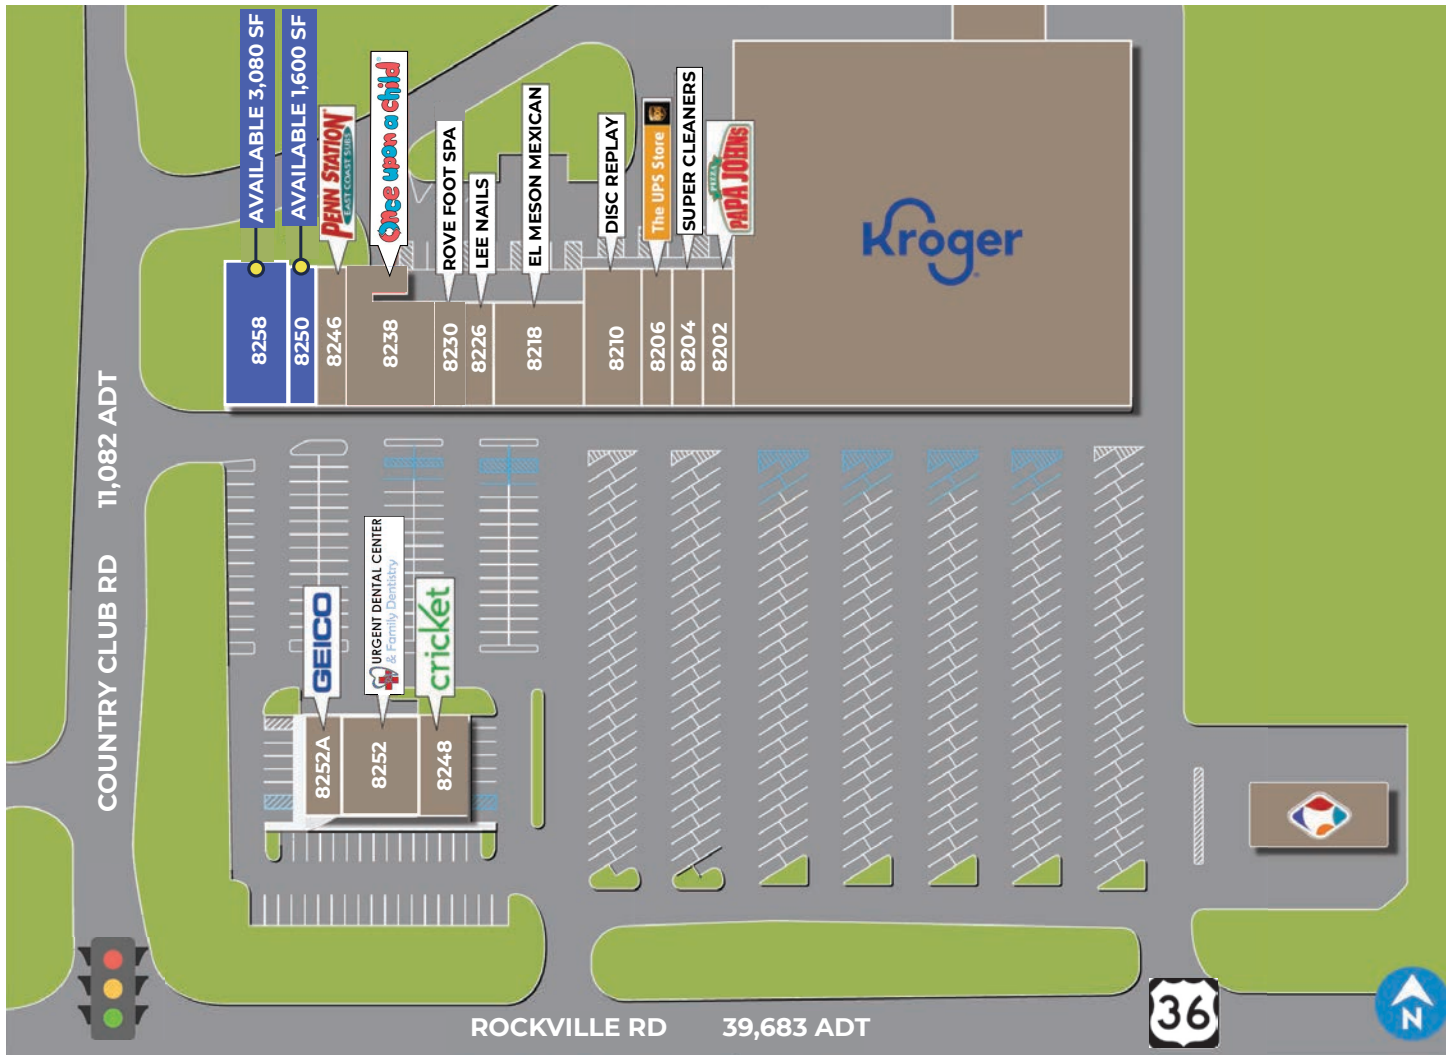 AVAILABLE 3,080 SF
AVAILABLE 1,600 SF
PENN STATION
EAST COAST SUBS
Once upon a child
ROVE FOOT SPA
LEE NAILS
EL MESON MEXICAN
DISC REPLAY
The UPS Store
SUPER CLEANERS
PIZZA
PAPA JOHNS
Kroger
8258
8250
8246
8238
8230
8226
8218
8210
8206
8204
8202
COUNTRY CLUB RD 11,082 ADT
GEICO
URGENT DENTAL CENTER
& Family Dentistry
cricket
8252A
8252
8248
ROCKVILLE RD 39,683 ADT
36
N